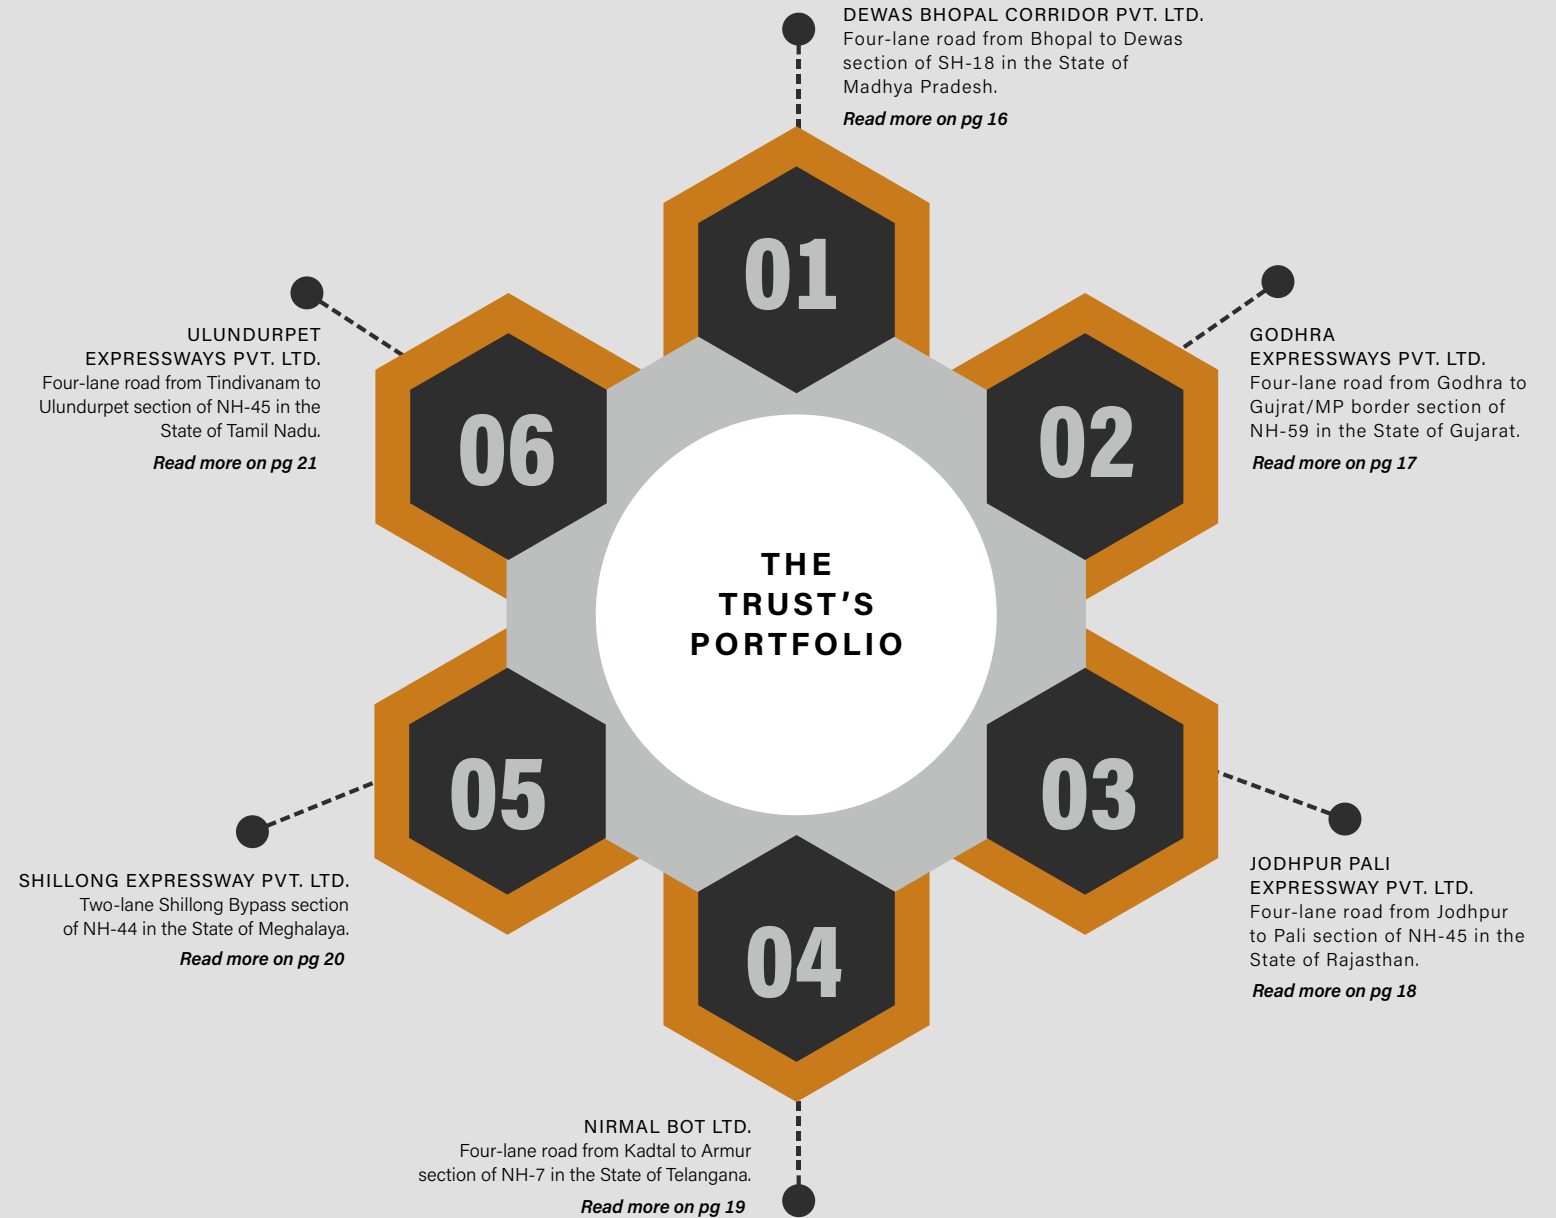 DEWAS BHOPAL CORRIDOR PVT. LTD.
Four-lane road from Bhopal to Dewas
section of SH-18 in the State of
Madhya Pradesh.
Read more on pg 16
01
GODHRA
EXPRESSWAYS PVT. LTD.
Four-lane road from Godhra to
Gujrat/MP border section of
NH-59 in the State of Gujarat.
Read more on pg 17
02
JODHPUR PALI
EXPRESSWAY PVT. LTD.
Four-lane road from Jodhpur
to Pali section of NH-45 in the
State of Rajasthan.
Read more on pg 18
03
NIRMAL BOT LTD.
Four-lane road from Kadtal to Armur
section of NH-7 in the State of Telangana.
Read more on pg 19
04
SHILLONG EXPRESSWAY PVT. LTD.
Two-lane Shillong Bypass section
of NH-44 in the State of Meghalaya.
Read more on pg 20
05
ULUNDURPET
EXPRESSWAYS PVT. LTD.
Four-lane road from Tindivanam to
Ulundurpet section of NH-45 in the
State of Tamil Nadu.
Read more on pg 21
06
THE
TRUST’S
PORTFOLIO